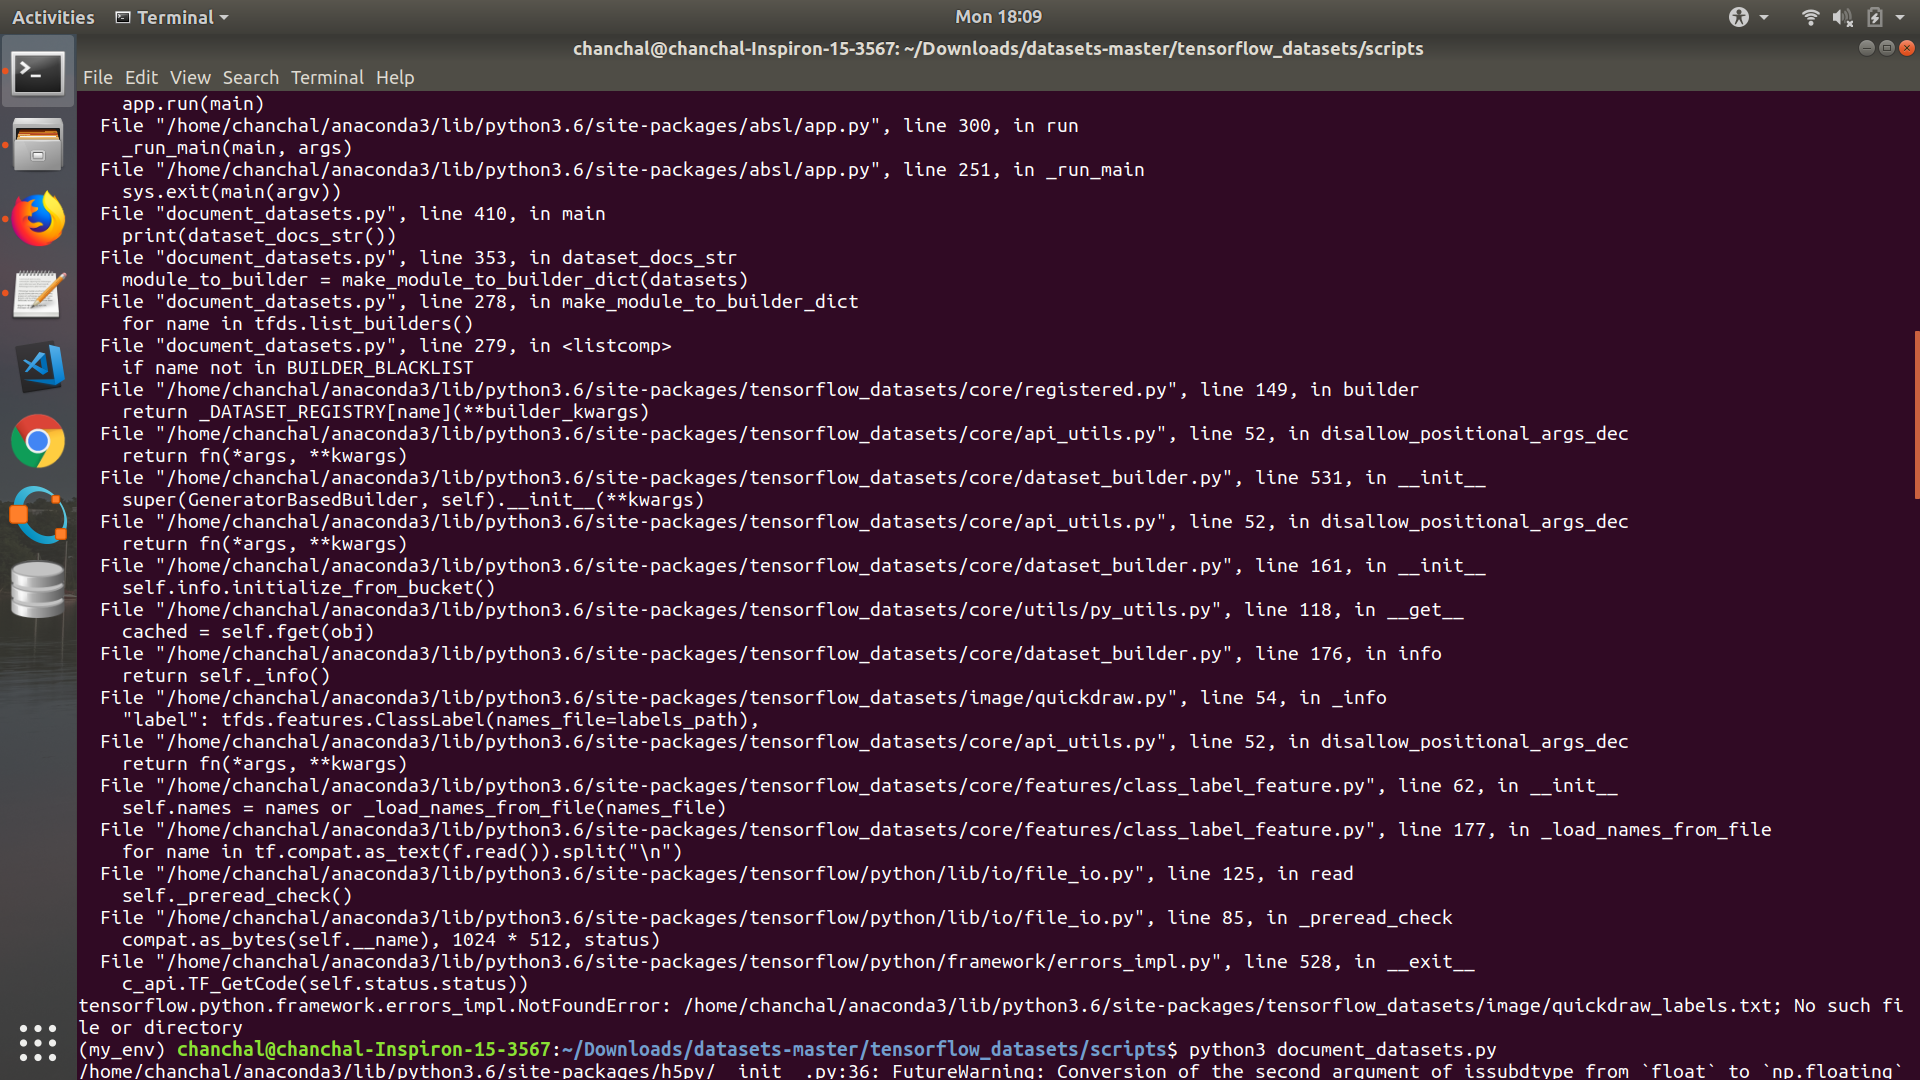 Activities
Terminal
Mon 18:09
chanchal@chanchal-Inspiron-15-3567: ~/Downloads/datasets-master/tensorflow_datasets/scripts
File Edit View Search Terminal Help
    app.run(main)
  File "/home/chanchal/anaconda3/lib/python3.6/site-packages/absl/app.py", line 300, in run
    _run_main(main, args)
  File "/home/chanchal/anaconda3/lib/python3.6/site-packages/absl/app.py", line 251, in _run_main
    sys.exit(main(argv))
  File "document_datasets.py", line 410, in main
    print(dataset_docs_str())
  File "document_datasets.py", line 353, in dataset_docs_str
    module_to_builder = make_module_to_builder_dict(datasets)
  File "document_datasets.py", line 278, in make_module_to_builder_dict
    for name in tfds.list_builders()
  File "document_datasets.py", line 279, in <listcomp>
    if name not in BUILDER_BLACKLIST
  File "/home/chanchal/anaconda3/lib/python3.6/site-packages/tensorflow_datasets/core/registered.py", line 149, in builder
    return _DATASET_REGISTRY[name](**builder_kwargs)
  File "/home/chanchal/anaconda3/lib/python3.6/site-packages/tensorflow_datasets/core/api_utils.py", line 52, in disallow_positional_args_dec
    return fn(*args, **kwargs)
  File "/home/chanchal/anaconda3/lib/python3.6/site-packages/tensorflow_datasets/core/dataset_builder.py", line 531, in __init__
    super(GeneratorBasedBuilder, self).__init__(**kwargs)
  File "/home/chanchal/anaconda3/lib/python3.6/site-packages/tensorflow_datasets/core/api_utils.py", line 52, in disallow_positional_args_dec
    return fn(*args, **kwargs)
  File "/home/chanchal/anaconda3/lib/python3.6/site-packages/tensorflow_datasets/core/dataset_builder.py", line 161, in __init__
    self.info.initialize_from_bucket()
  File "/home/chanchal/anaconda3/lib/python3.6/site-packages/tensorflow_datasets/core/utils/py_utils.py", line 118, in __get__
    cached = self.fget(obj)
  File "/home/chanchal/anaconda3/lib/python3.6/site-packages/tensorflow_datasets/core/dataset_builder.py", line 176, in info
    return self._info()
  File "/home/chanchal/anaconda3/lib/python3.6/site-packages/tensorflow_datasets/image/quickdraw.py", line 54, in _info
    "label": tfds.features.ClassLabel(names_file=labels_path),
  File "/home/chanchal/anaconda3/lib/python3.6/site-packages/tensorflow_datasets/core/api_utils.py", line 52, in disallow_positional_args_dec
    return fn(*args, **kwargs)
  File "/home/chanchal/anaconda3/lib/python3.6/site-packages/tensorflow_datasets/core/features/class_label_feature.py", line 62, in __init__
    self.names = names or _load_names_from_file(names_file)
  File "/home/chanchal/anaconda3/lib/python3.6/site-packages/tensorflow_datasets/core/features/class_label_feature.py", line 177, in _load_names_from_file
    for name in tf.compat.as_text(f.read()).split("\n")
  File "/home/chanchal/anaconda3/lib/python3.6/site-packages/tensorflow/python/lib/io/file_io.py", line 125, in read
    self._preread_check()
  File "/home/chanchal/anaconda3/lib/python3.6/site-packages/tensorflow/python/lib/io/file_io.py", line 85, in _preread_check
    compat.as_bytes(self.__name), 1024 * 512, status)
  File "/home/chanchal/anaconda3/lib/python3.6/site-packages/tensorflow/python/framework/errors_impl.py", line 528, in __exit__
    c_api.TF_GetCode(self.status.status))
tensorflow.python.framework.errors_impl.NotFoundError: /home/chanchal/anaconda3/lib/python3.6/site-packages/tensorflow_datasets/image/quickdraw_labels.txt; No such fi
le or directory
(my_env) chanchal@chanchal-Inspiron-15-3567:~/Downloads/datasets-master/tensorflow_datasets/scripts$ python3 document_datasets.py
/home/chanchal/anaconda3/lib/python3.6/site-packages/h5py/__init__.py:36: FutureWarning: Conversion of the second argument of issubdtype from `float` to `np.floating`